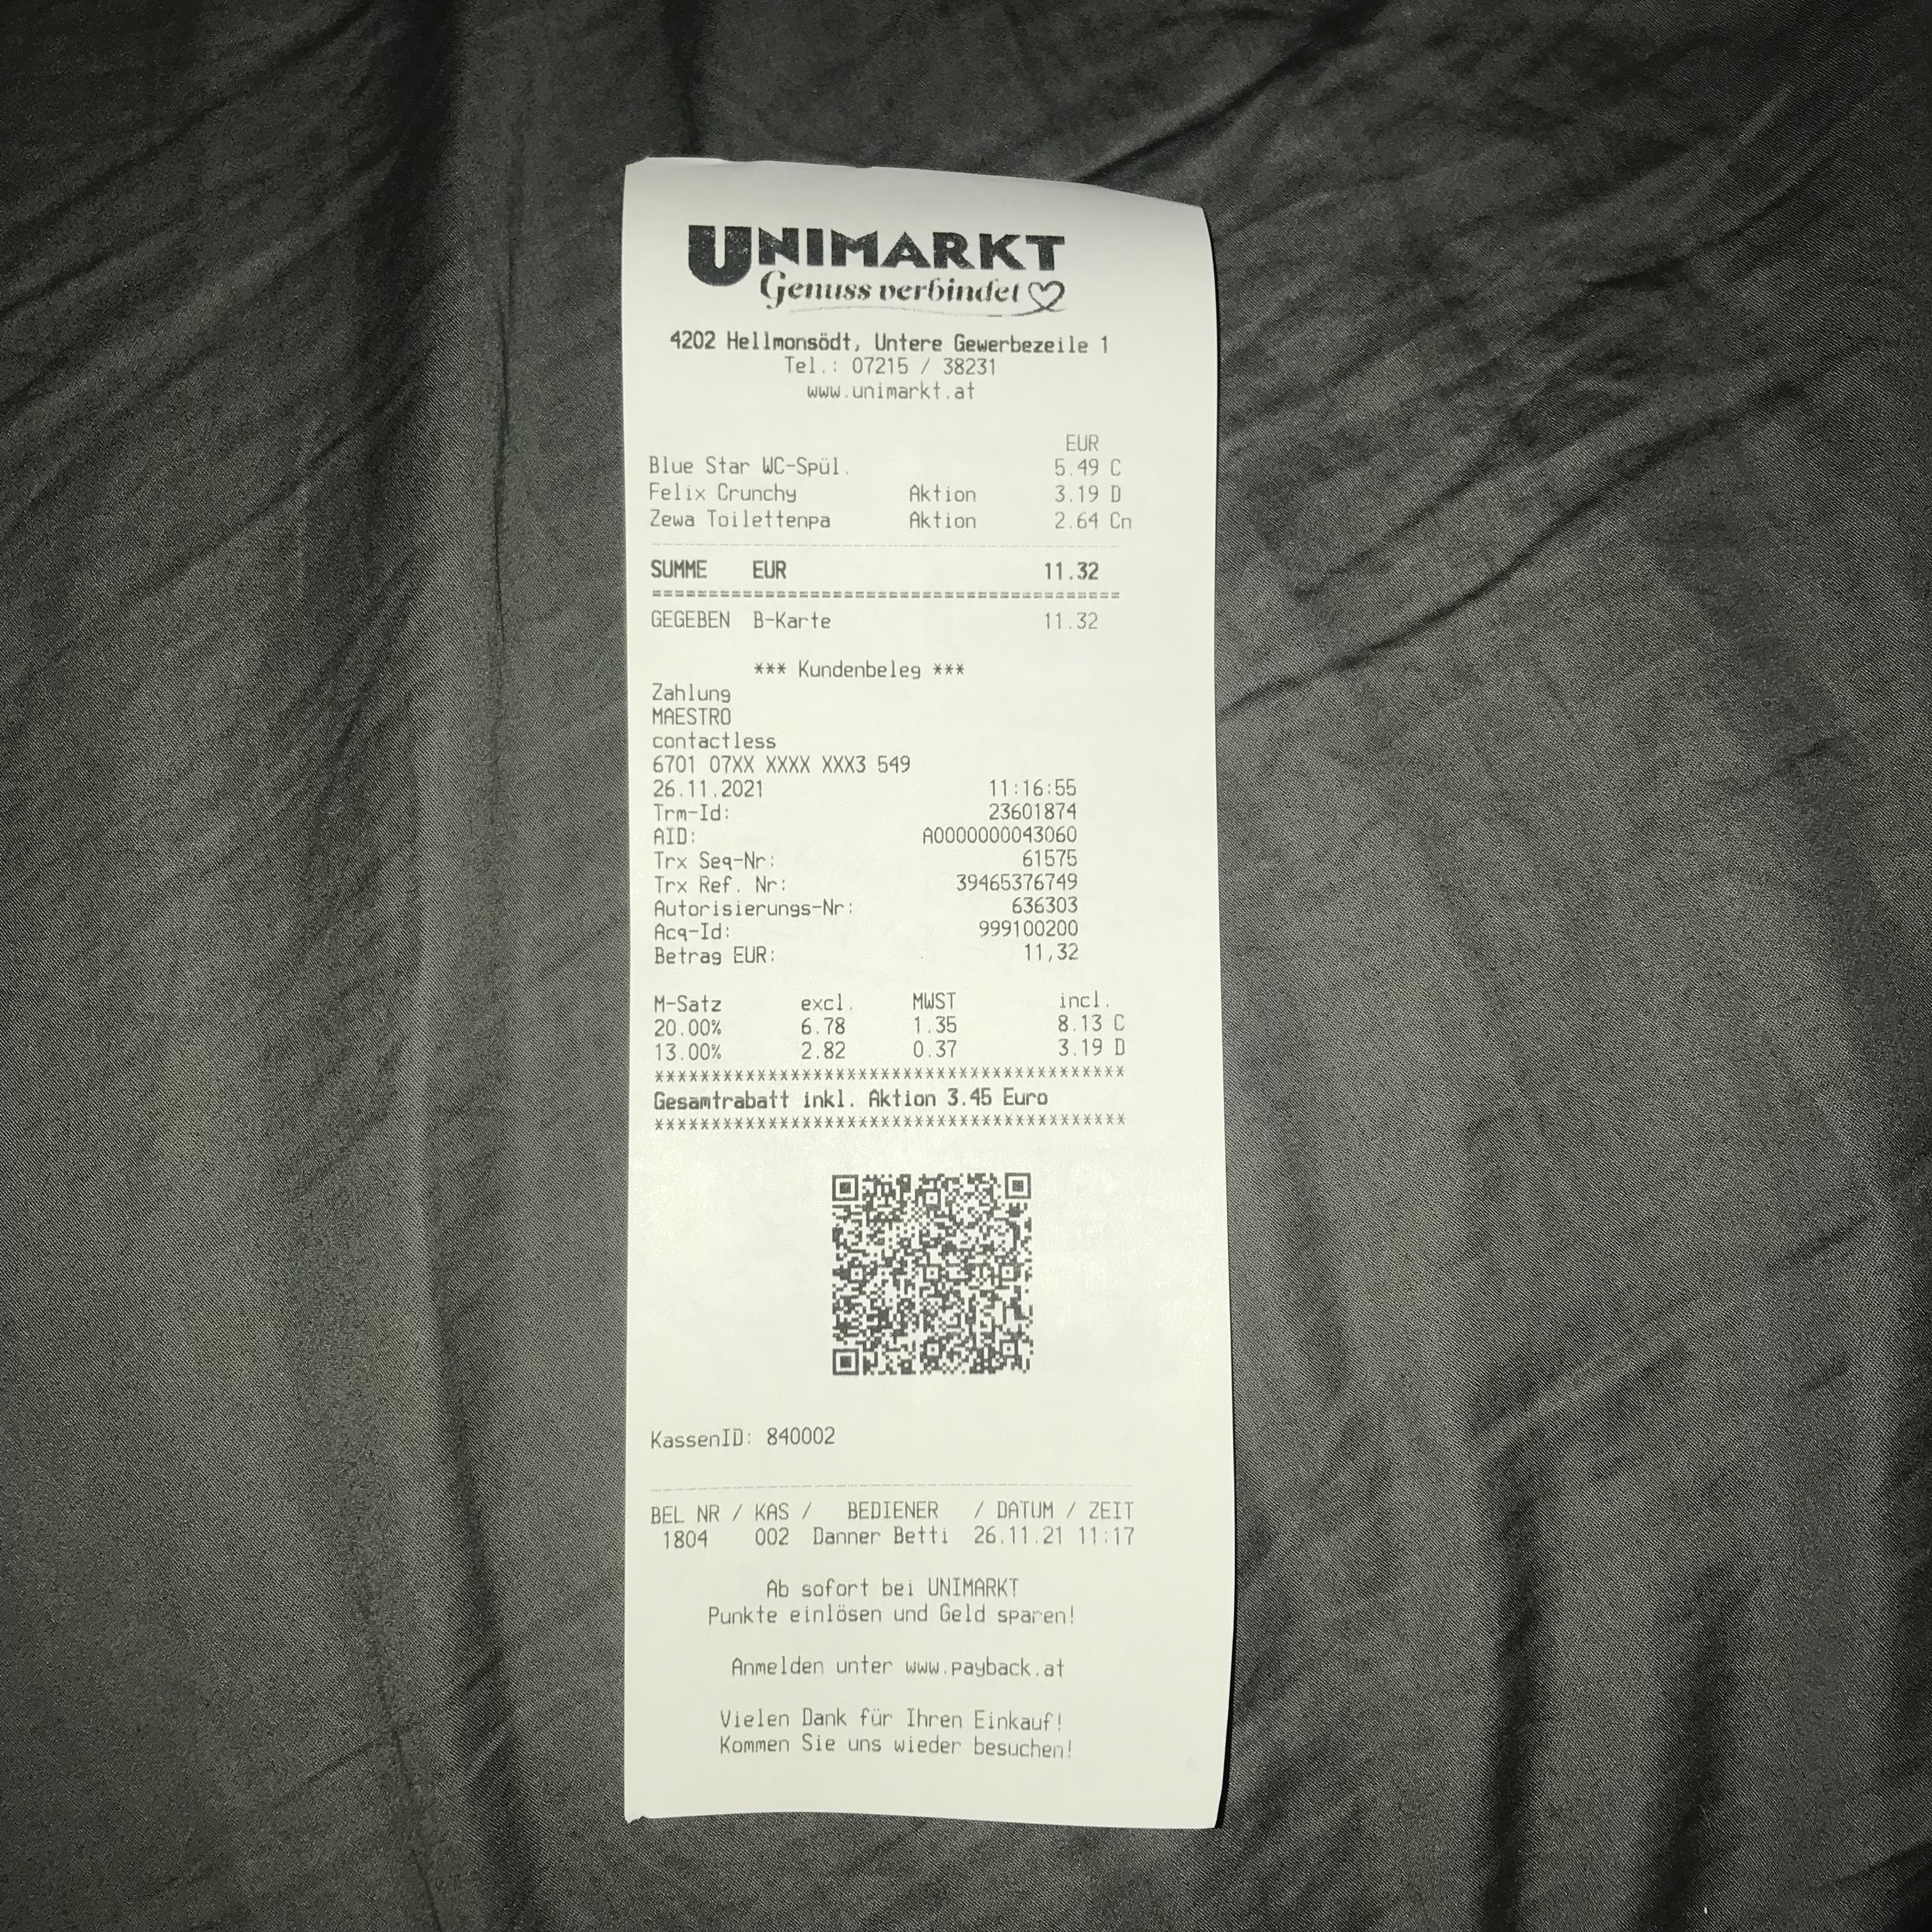 UNIMARKT
Genuss verbindet
4202 Hellmonsödt, Untere Gewerbezeile 1
Tel.: 07215 / 38231
www.unimarkt.at
EUR
Blue Star WC-Spül. 5.49 C
Felix Crunchy Aktion 3.19 D
Zewa Toilettenpa Aktion 2.64 Cn
SUMME EUR 11.32
========================================
GEGEBEN B-Karte 11.32
*** Kundenbeleg ***
Zahlung
MAESTRO
contactless
6701 07XX XXXX XXX3 549
26.11.2021 11:16:55
Trm-Id: 23601874
AID: A0000000043060
Trx Seq-Nr: 61575
Trx Ref. Nr: 39465376749
Autorisierungs-Nr: 636303
Acq-Id: 999100200
Betrag EUR: 11,32
M-Satz excl. MWST incl.
20.00% 6.78 1.35 8.13 C
13.00% 2.82 0.37 3.19 D
******************************************
Gesamtrabatt inkl. Aktion 3.45 Euro
******************************************
KassenID: 840002
BEL NR / KAS / BEDIENER / DATUM / ZEIT
1804 002 Danner Betti 26.11.21 11:17
Ab sofort bei UNIMARKT
Punkte einlösen und Geld sparen!
Anmelden unter www.payback.at
Vielen Dank für Ihren Einkauf!
Kommen Sie uns wieder besuchen!